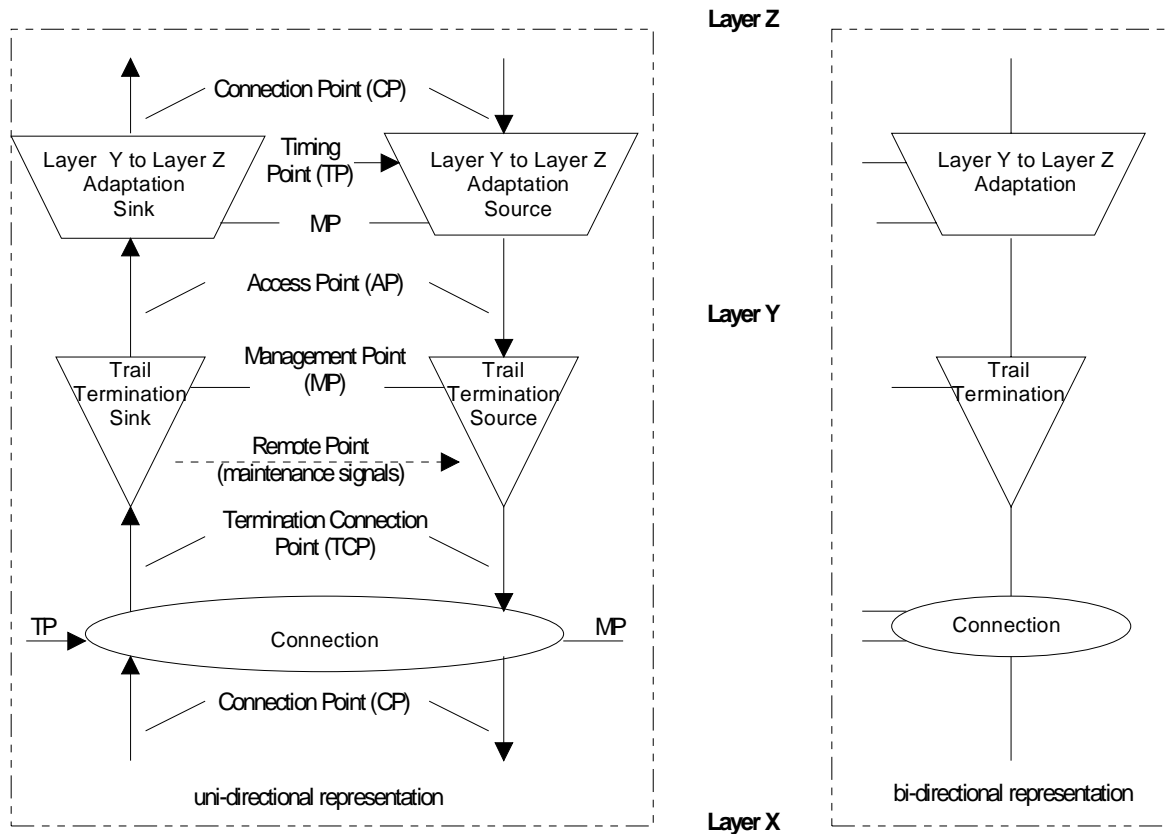 Layer Z
Connection Point (CP)
Layer Y to Layer Z
Adaptation
Sink
Timing
Point (TP)
Layer Y to Layer Z
Adaptation
Source
Layer Y to Layer Z
Adaptation
MP
Access Point (AP)
Layer Y
Trail
Termination
Sink
Management Point
(MP)
Trail
Termination
Source
Trail
Termination
Remote Point
(maintenance signals)
Termination Connection
Point (TCP)
TP
Connection
MP
Connection
Connection Point (CP)
uni-directional representation
bi-directional representation
Layer X